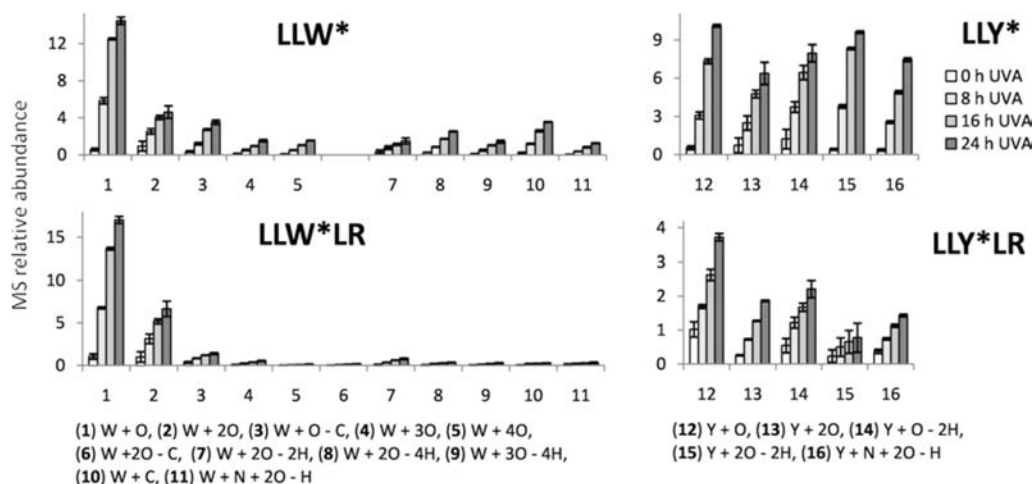 MS relative abundance
LLW*
12
8
4
0
1 2 3 4 5 7 8 9 10 11
LLY*
9
6
3
0
12 13 14 15 16
0 h UVA
8 h UVA
16 h UVA
24 h UVA
LLW*LR
15
10
5
0
1 2 3 4 5 6 7 8 9 10 11
LLY*LR
4
3
2
1
0
12 13 14 15 16
(1) W + O, (2) W + 2O, (3) W + O - C, (4) W + 3O, (5) W + 4O,
(6) W +2O - C, (7) W + 2O - 2H, (8) W + 2O - 4H, (9) W + 3O - 4H,
(10) W + C, (11) W + N + 2O - H
(12) Y + O, (13) Y + 2O, (14) Y + O - 2H,
(15) Y + 2O - 2H, (16) Y + N + 2O - H